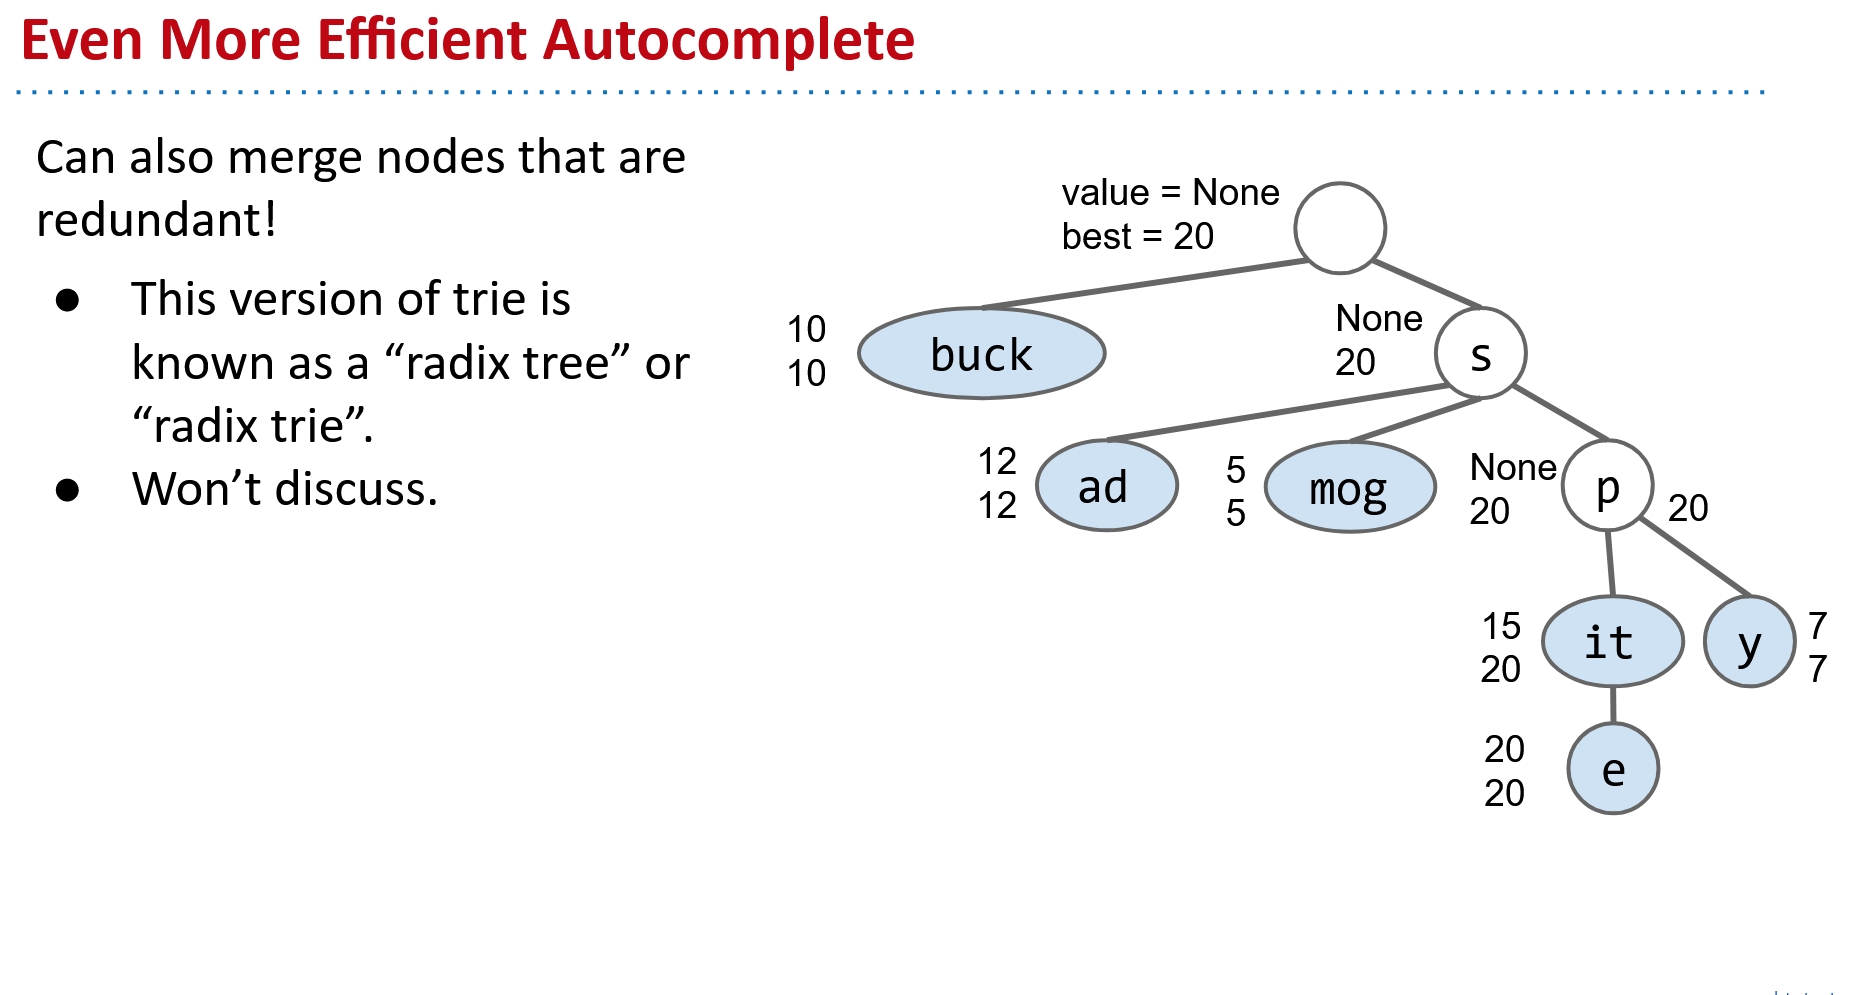 Even More Efficient Autocomplete
Can also merge nodes that are
redundant!
● This version of trie is
known as a “radix tree” or
“radix trie”.
● Won’t discuss.
value = None
best = 20
10
10
buck
None
20
s
12
12
ad
5
5
mog
None
20
p
20
15
20
it
y
7
7
20
20
e